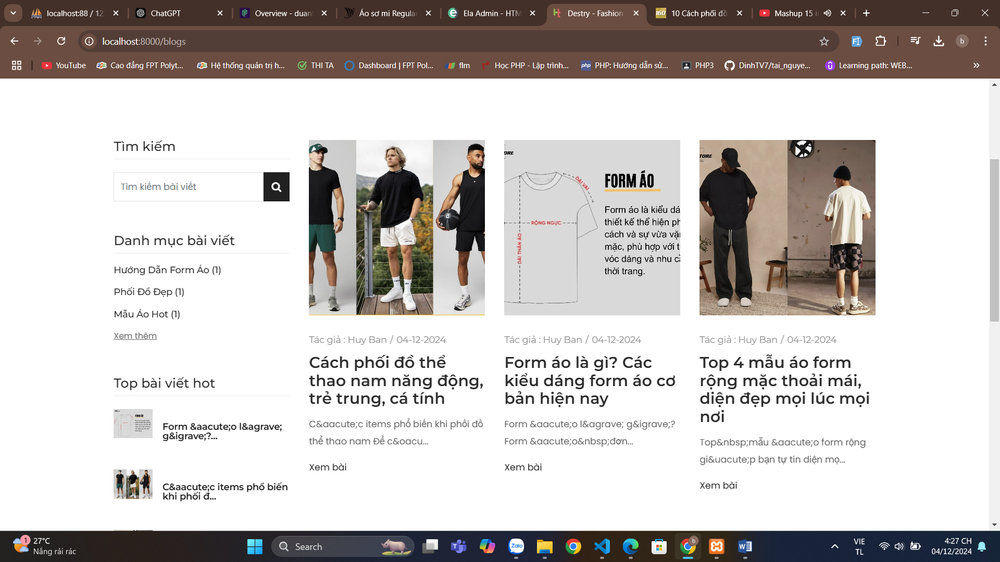 localhost:88 / 12
ChatGPT
Overview - duan
Áo sơ mi Regula
Ela Admin - HTM
Destry - Fashion
10 Cách phối đồ
Mashup 15 i
localhost:8000/blogs
b
YouTube
Cao đẳng FPT Polyt...
Hệ thống quản trị h...
THI TA
Dashboard | FPT Pol...
flm
Học PHP - Lập trình...
PHP: Hướng dẫn sử...
PHP3
DinhTV7/tai_nguye...
Learning path: WEB...
Tìm kiếm
Tìm kiếm bài viết
Danh mục bài viết
Hướng Dẫn Form Áo (1)
Phối Đồ Đẹp (1)
Mẫu Áo Hot (1)
Xem thêm
Top bài viết hot
Form &aacute;o l&agrave;
g&igrave;?...
C&aacute;c items phổ biến
khi phối đ...
Tác giả : Huy Ban / 04-12-2024
Cách phối đồ thể
thao nam năng động,
trẻ trung, cá tính
C&aacute;c items phổ biến khi phối đồ
thể thao nam Để c&oacu...
Xem bài
ORE
DÀI VAI
RỘNG NGỰC
DÀI THÂN ÁO
FORM ÁO
Form áo là kiểu dá
thiết kế thể hiện ph
cách và sự vừa vặ
mặc, phù hợp với t
vóc dáng và nhu c
thời trang.
Tác giả : Huy Ban / 04-12-2024
Form áo là gì? Các
kiểu dáng form áo cơ
bản hiện nay
Form &aacute;o l&agrave; g&igrave;?
Form &aacute;o&nbsp;đơn...
Xem bài
TORE
Tác giả : Huy Ban / 04-12-2024
Top 4 mẫu áo form
rộng mặc thoải mái,
diện đẹp mọi lúc mọi
nơi
Top&nbsp;mẫu &aacute;o form rộng
gi&uacute;p bạn tự tin diện mọ...
Xem bài
1
27°C
Nắng rải rác
Search
Zalo
VIE
TL
4:27 CH
04/12/2024